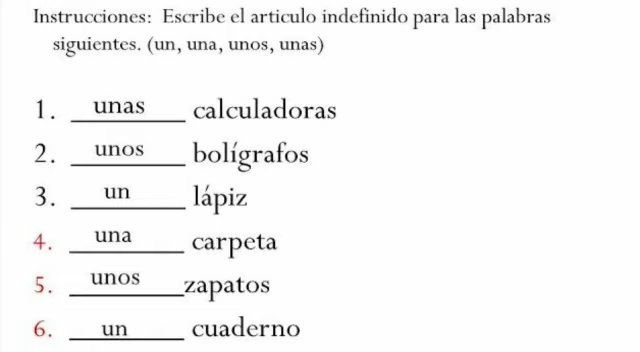 Instrucciones: Escribe el articulo indefinido para las palabras
siguientes. (un, una, unos, unas)
1. unas calculadoras
2. unos bolígrafos
3. un lápiz
4. una carpeta
5. unos zapatos
6. un cuaderno